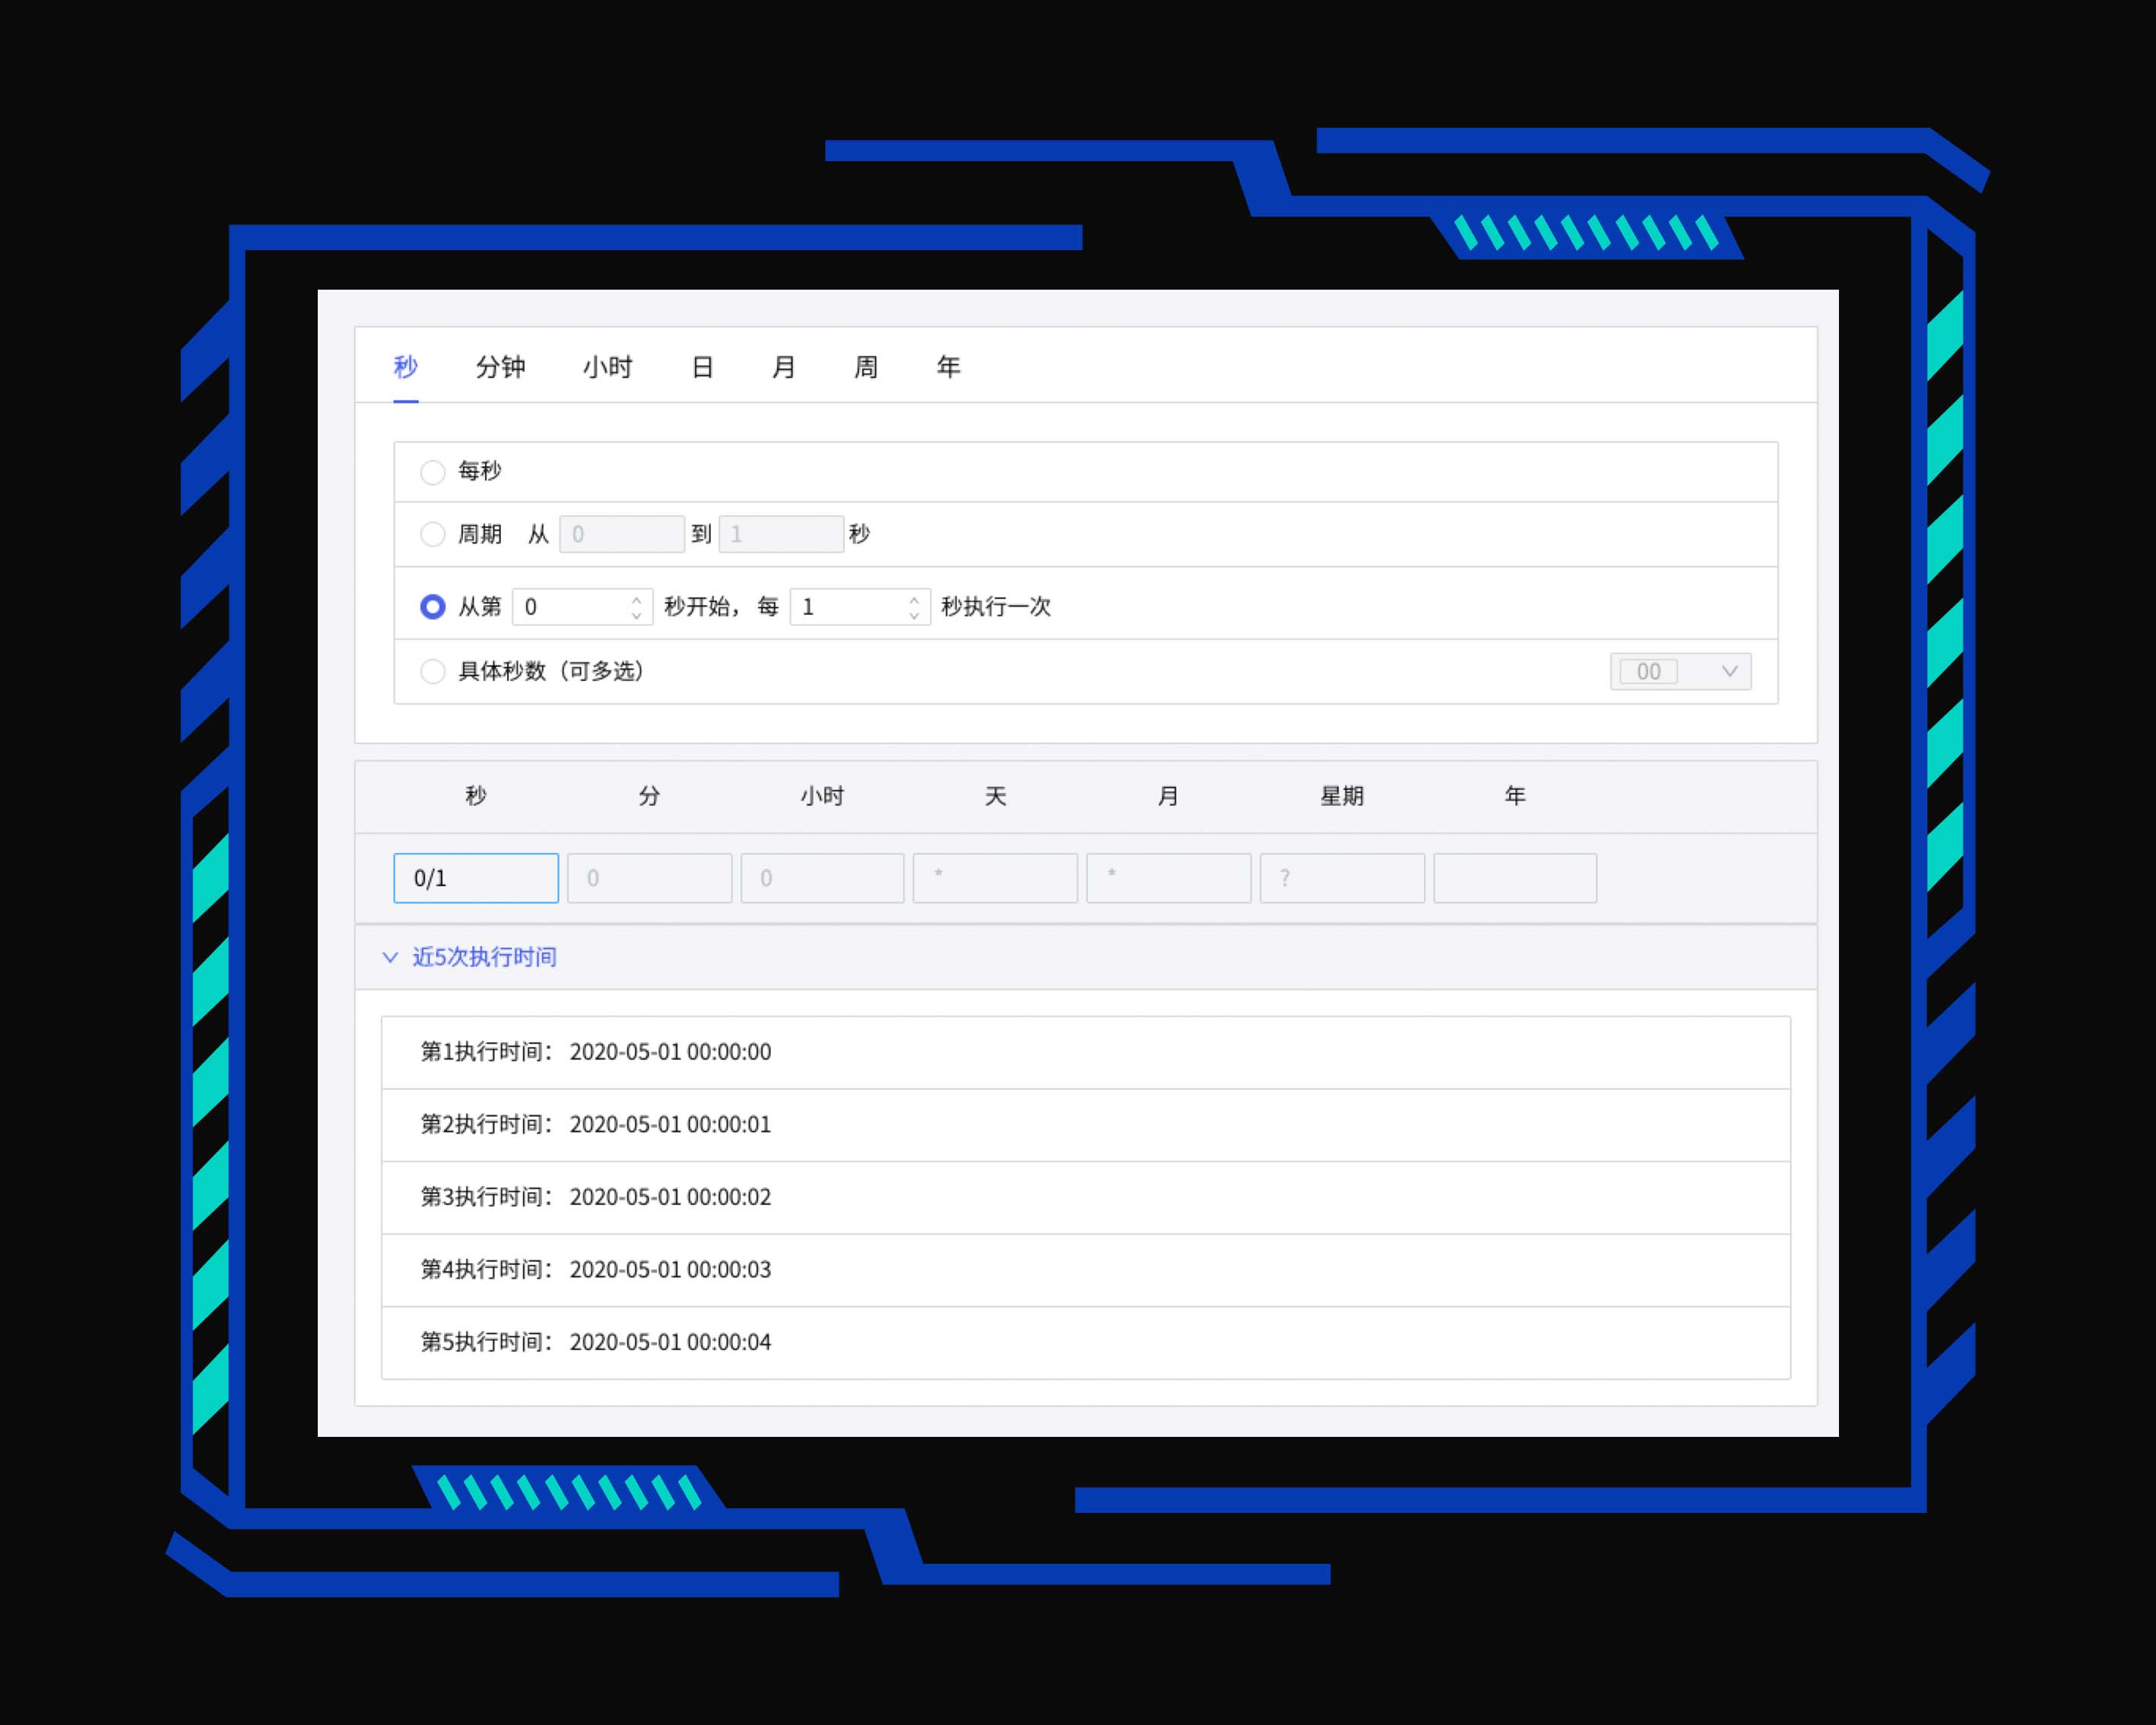 秒 分钟 小时 日 月 周 年
每秒
周期 从 0 到 1 秒
从第 0 秒开始，每 1 秒执行一次
具体秒数（可多选） 00
秒 分 小时 天 月 星期 年
0/1 0 0 * * ?
近5次执行时间
第1执行时间： 2020-05-01 00:00:00
第2执行时间： 2020-05-01 00:00:01
第3执行时间： 2020-05-01 00:00:02
第4执行时间： 2020-05-01 00:00:03
第5执行时间： 2020-05-01 00:00:04